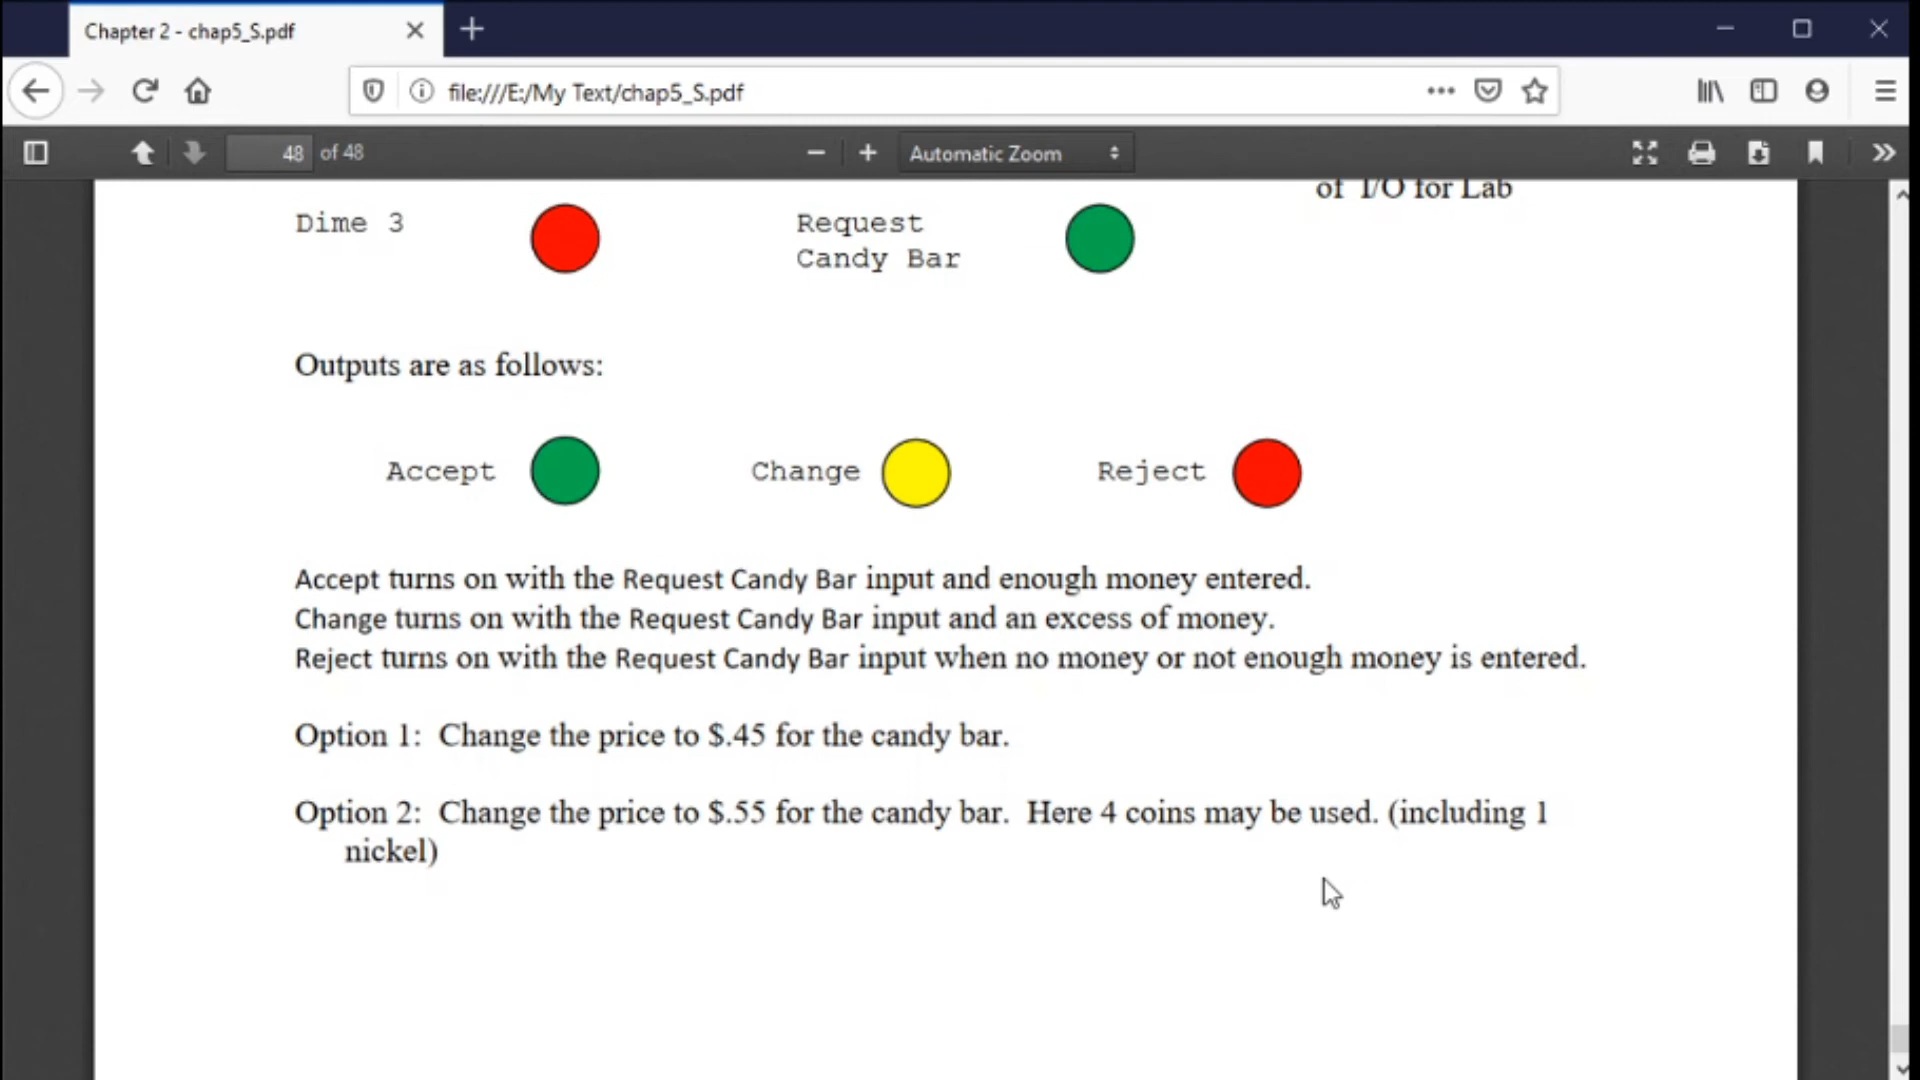 Chapter 2 - chap5_S.pdf
file:///E:/My Text/chap5_S.pdf
48 of 48
Automatic Zoom
of I/O for Lab
Dime 3
Request
Candy Bar
Outputs are as follows:
Accept
Change
Reject
Accept turns on with the Request Candy Bar input and enough money entered.
Change turns on with the Request Candy Bar input and an excess of money.
Reject turns on with the Request Candy Bar input when no money or not enough money is entered.
Option 1: Change the price to $.45 for the candy bar.
Option 2: Change the price to $.55 for the candy bar. Here 4 coins may be used. (including 1
nickel)